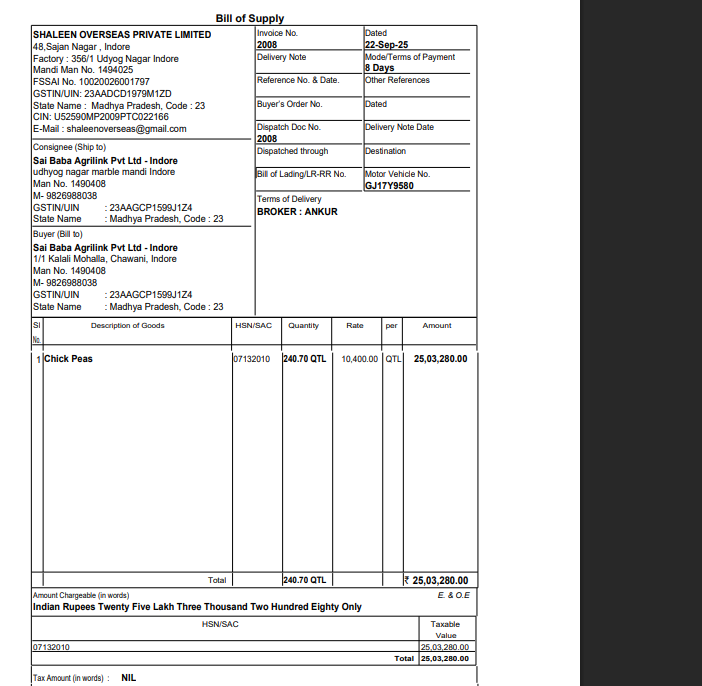 Bill of Supply
SHALEEN OVERSEAS PRIVATE LIMITED
48,Sajan Nagar , Indore
Factory : 356/1 Udyog Nagar Indore
Mandi Man No. 1494025
FSSAI No. 10020026001797
GSTIN/UIN: 23AADCD1979M1ZD
State Name : Madhya Pradesh, Code : 23
CIN: U52590MP2009PTC022166
E-Mail : shaleenoverseas@gmail.com
Invoice No.
2008
Dated
22-Sep-25
Delivery Note
Mode/Terms of Payment
8 Days
Reference No. & Date.
Other References
Buyer's Order No.
Dated
Dispatch Doc No.
2008
Delivery Note Date
Dispatched through
Destination
Bill of Lading/LR-RR No.
Motor Vehicle No.
GJ17Y9580
Terms of Delivery
BROKER : ANKUR
Consignee (Ship to)
Sai Baba Agrilink Pvt Ltd - Indore
udhyog nagar marble mandi Indore
Man No. 1490408
M- 9826988038
GSTIN/UIN : 23AAGCP1599J1Z4
State Name : Madhya Pradesh, Code : 23
Buyer (Bill to)
Sai Baba Agrilink Pvt Ltd - Indore
1/1 Kalali Mohalla, Chawani, Indore
Man No. 1490408
M- 9826988038
GSTIN/UIN : 23AAGCP1599J1Z4
State Name : Madhya Pradesh, Code : 23
Sl No. Description of Goods HSN/SAC Quantity Rate per Amount
1 Chick Peas 07132010 240.70 QTL 10,400.00 QTL 25,03,280.00
Total 240.70 QTL ₹ 25,03,280.00
Amount Chargeable (in words) E. & O.E
Indian Rupees Twenty Five Lakh Three Thousand Two Hundred Eighty Only
HSN/SAC Taxable Value
07132010 25,03,280.00
Total 25,03,280.00
Tax Amount (in words) : NIL